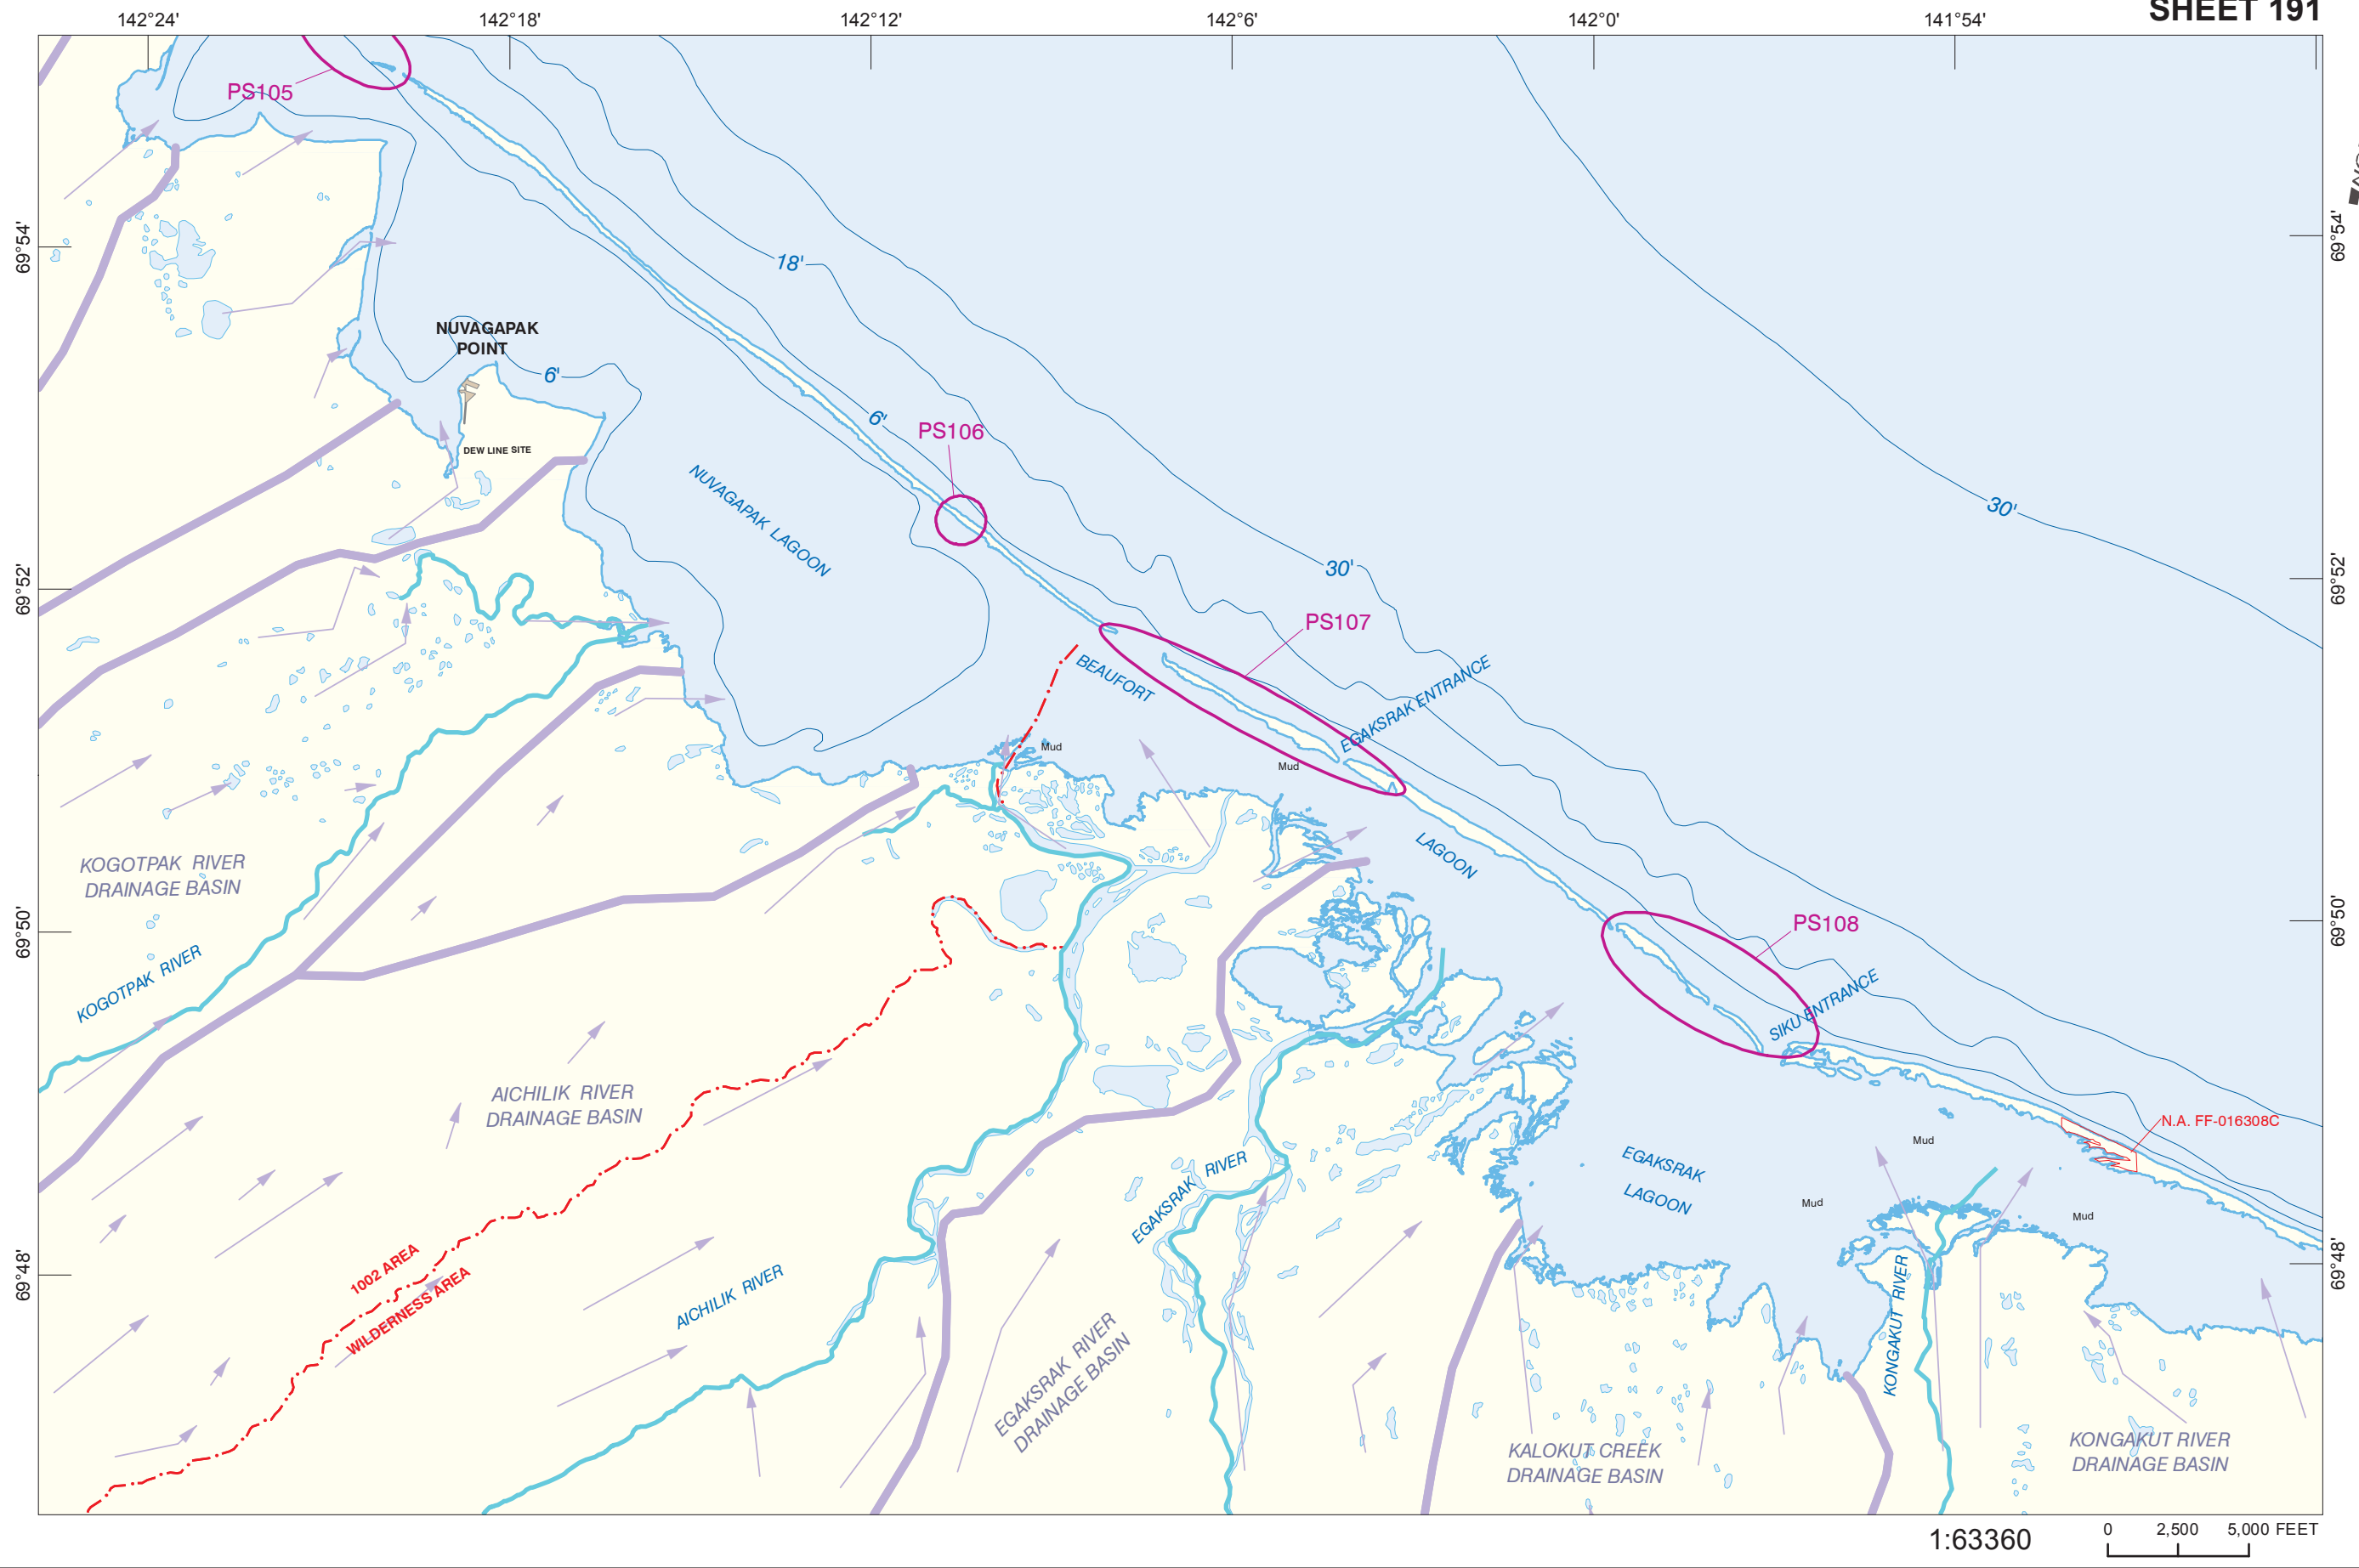 SHEET 191
142°24'
142°18'
142°12'
142°6'
142°0'
141°54'
PS105
69°54'
69°54'
18'
NUVAGAPAK
POINT
6'
6'
PS106
DEW LINE SITE
NUVAGAPAK LAGOON
30'
30'
69°52'
69°52'
PS107
BEAUFORT
EGAKSRAK ENTRANCE
Mud
Mud
LAGOON
KOGOTPAK RIVER
DRAINAGE BASIN
PS108
69°50'
69°50'
KOGOTPAK RIVER
SIKU ENTRANCE
AICHILIK RIVER
DRAINAGE BASIN
N.A. FF-016308C
Mud
EGAKSRAK RIVER
EGAKSRAK
LAGOON
Mud
Mud
69°48'
69°48'
1002 AREA
WILDERNESS AREA
AICHILIK RIVER
KONGAKUT RIVER
EGAKSRAK RIVER
DRAINAGE BASIN
KALOKUT CREEK
DRAINAGE BASIN
KONGAKUT RIVER
DRAINAGE BASIN
1:63360
0 2,500 5,000 FEET